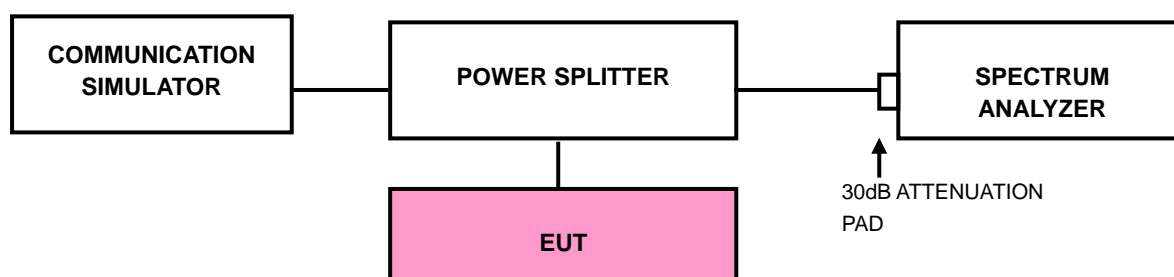 COMMUNICATION
SIMULATOR
POWER SPLITTER
SPECTRUM
ANALYZER
30dB ATTENUATION
PAD
EUT